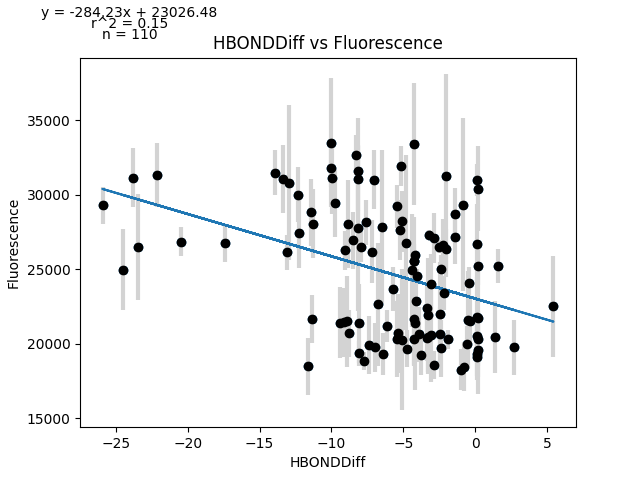 y = -284.23x + 23026.48
r^2 = 0.15
n = 110
HBONDDiff vs Fluorescence
Fluorescence
35000
30000
25000
20000
15000
−25 −20 −15 −10 −5 0 5
HBONDDiff